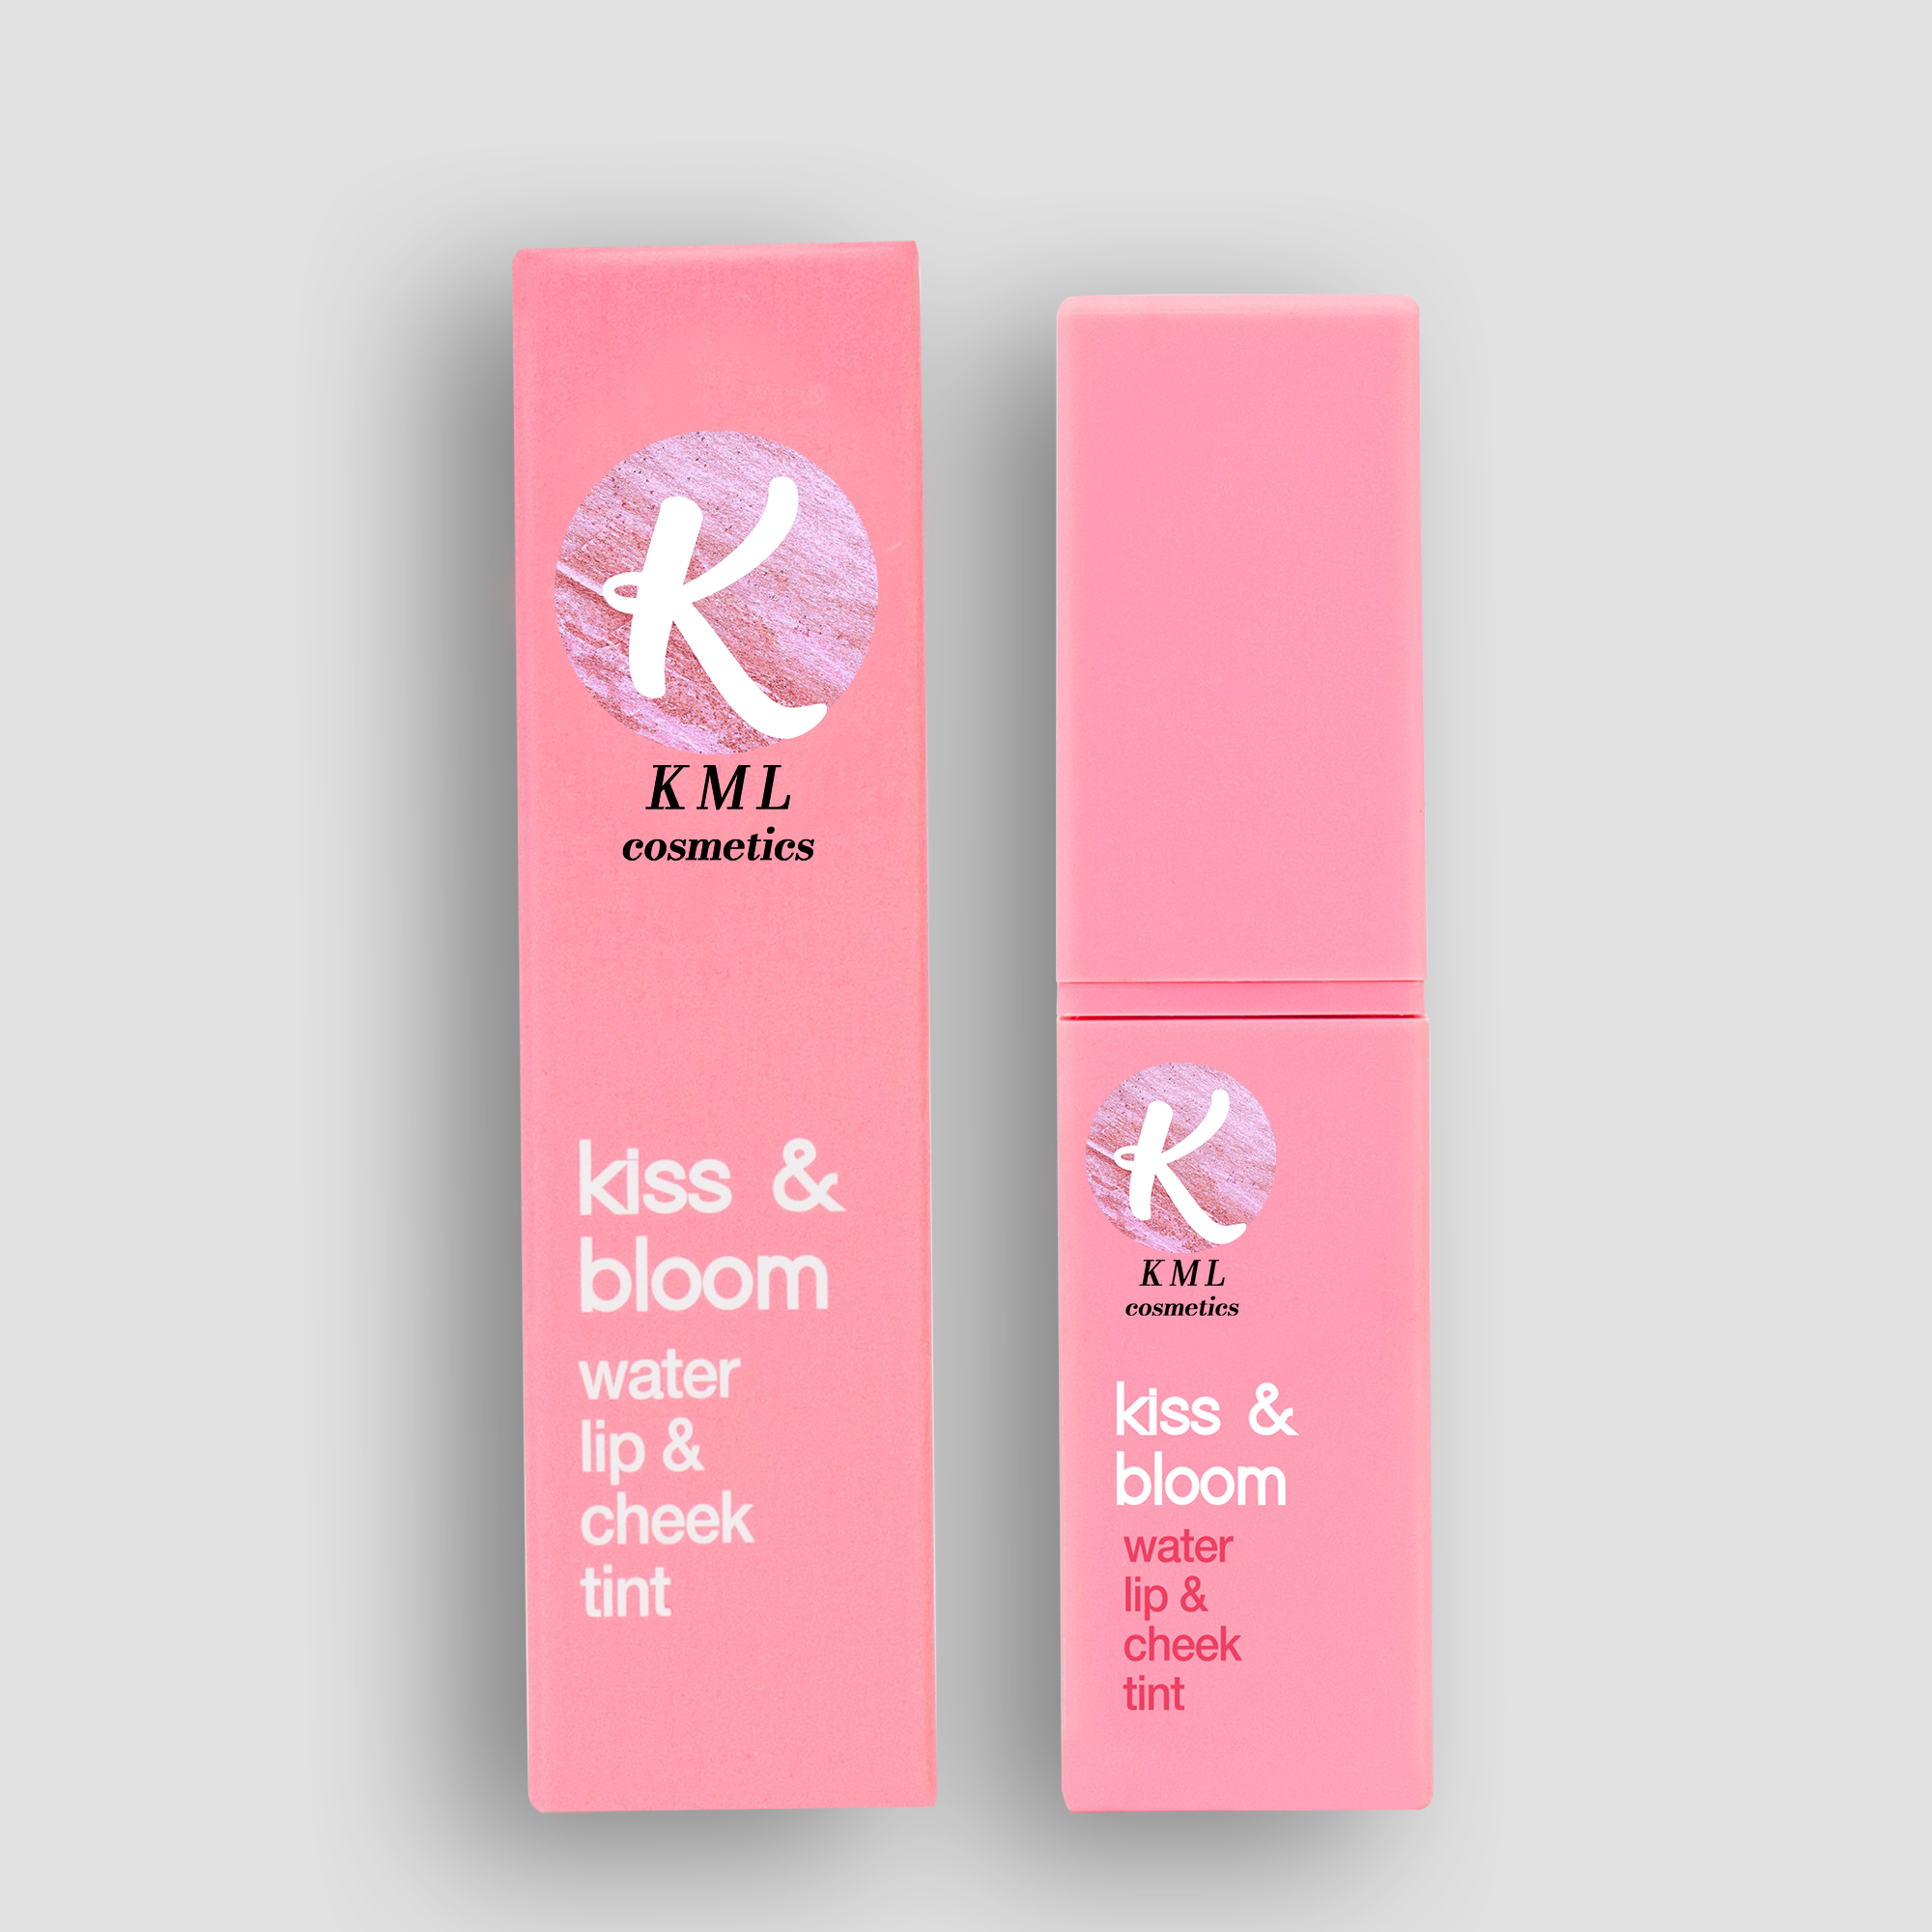 K
KML
cosmetics
kiss &
bloom
water
lip &
cheek
tint
K
KML
cosmetics
kiss &
bloom
water
lip &
cheek
tint